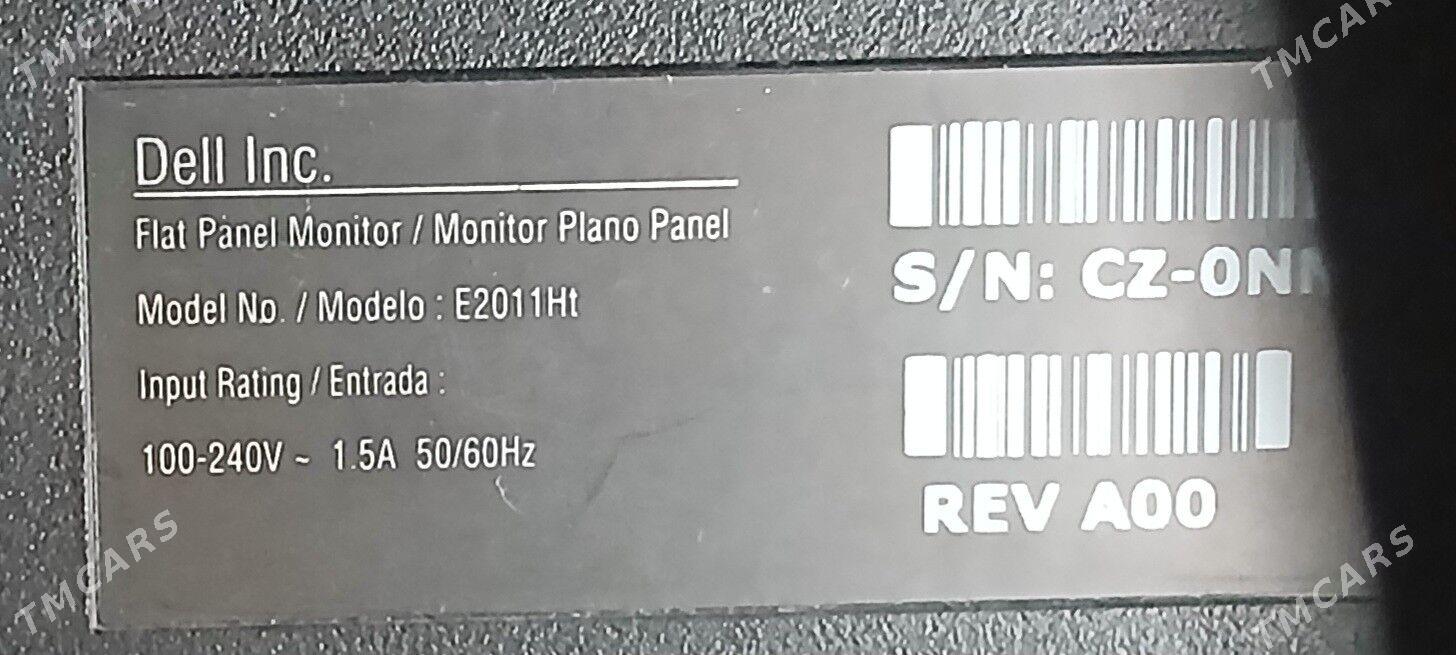 Dell Inc.
Flat Panel Monitor / Monitor Plano Panel
Model No. / Modelo : E2011Ht
Input Rating / Entrada :
100-240V ~ 1.5A 50/60Hz
S/N: CZ-0N
REV A00
TMCARS
TMCARS
TMCARS
TMCARS